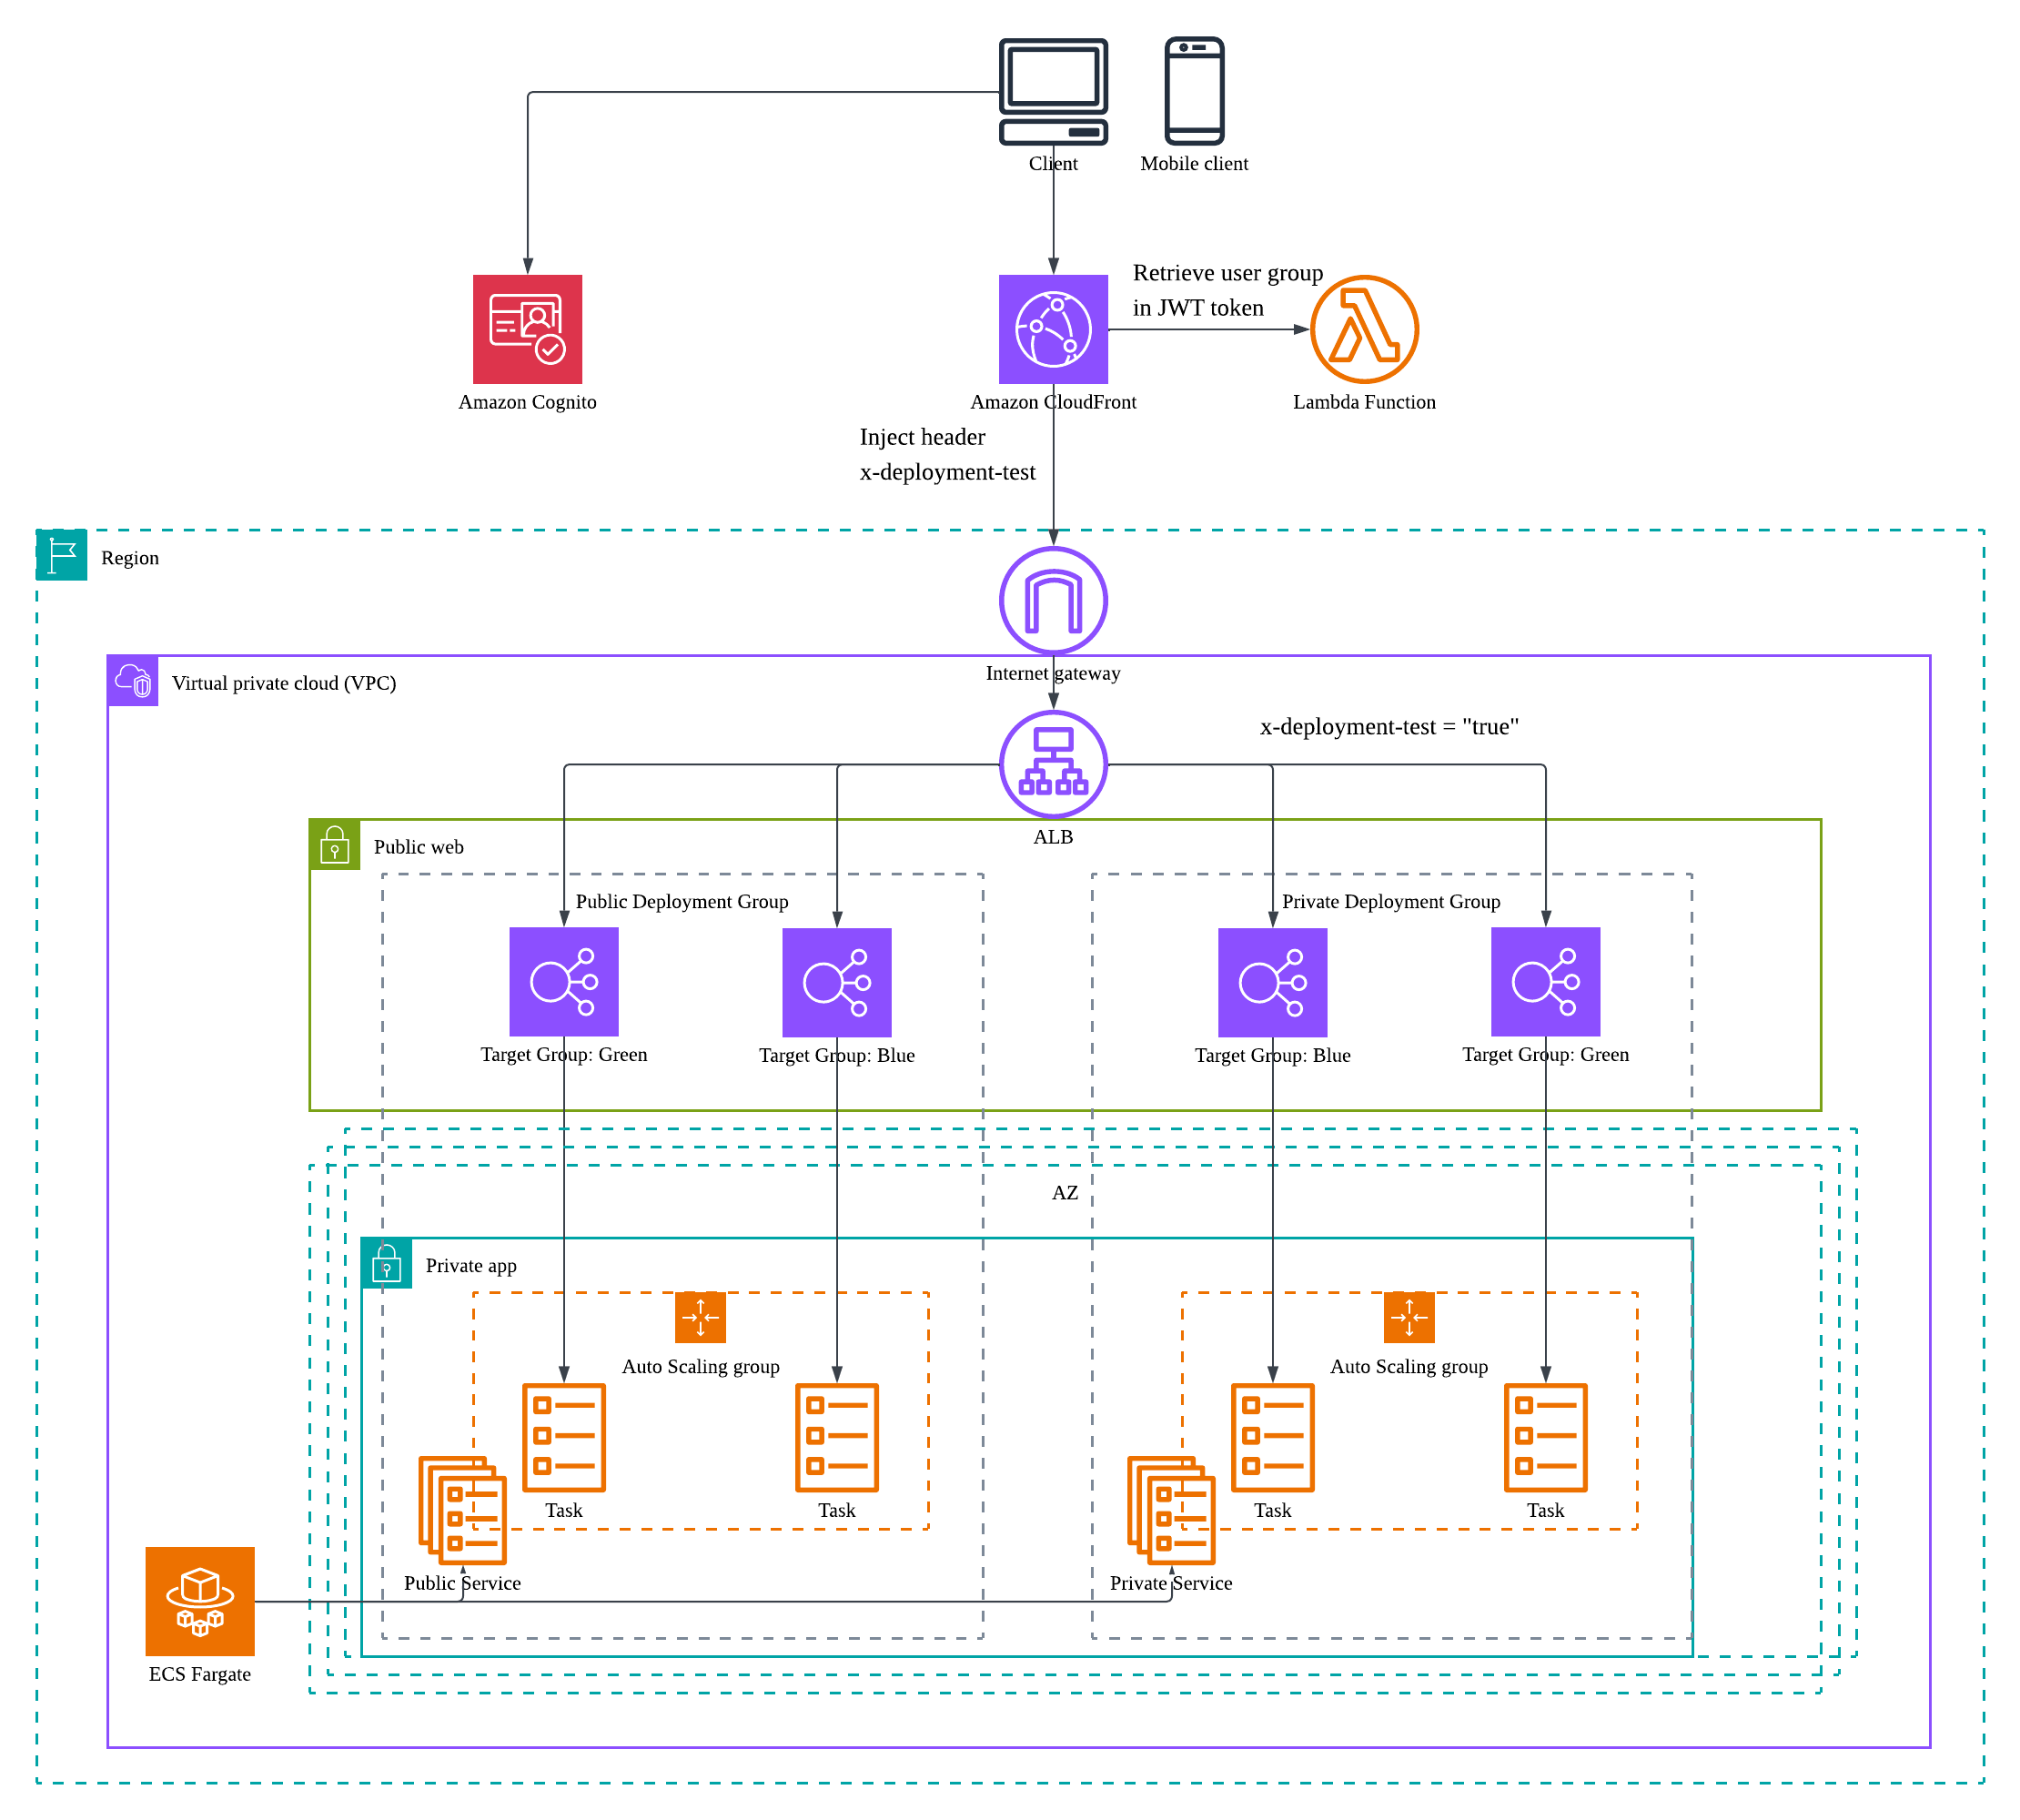 Client
Mobile client
Retrieve user group
in JWT token
Amazon Cognito
Amazon CloudFront
Lambda Function
Inject header
x-deployment-test
Region
Internet gateway
Virtual private cloud (VPC)
x-deployment-test = "true"
ALB
Public web
Public Deployment Group
Private Deployment Group
Target Group: Green
Target Group: Blue
Target Group: Blue
Target Group: Green
AZ
Private app
Auto Scaling group
Auto Scaling group
Task
Task
Task
Task
Public Service
Private Service
ECS Fargate